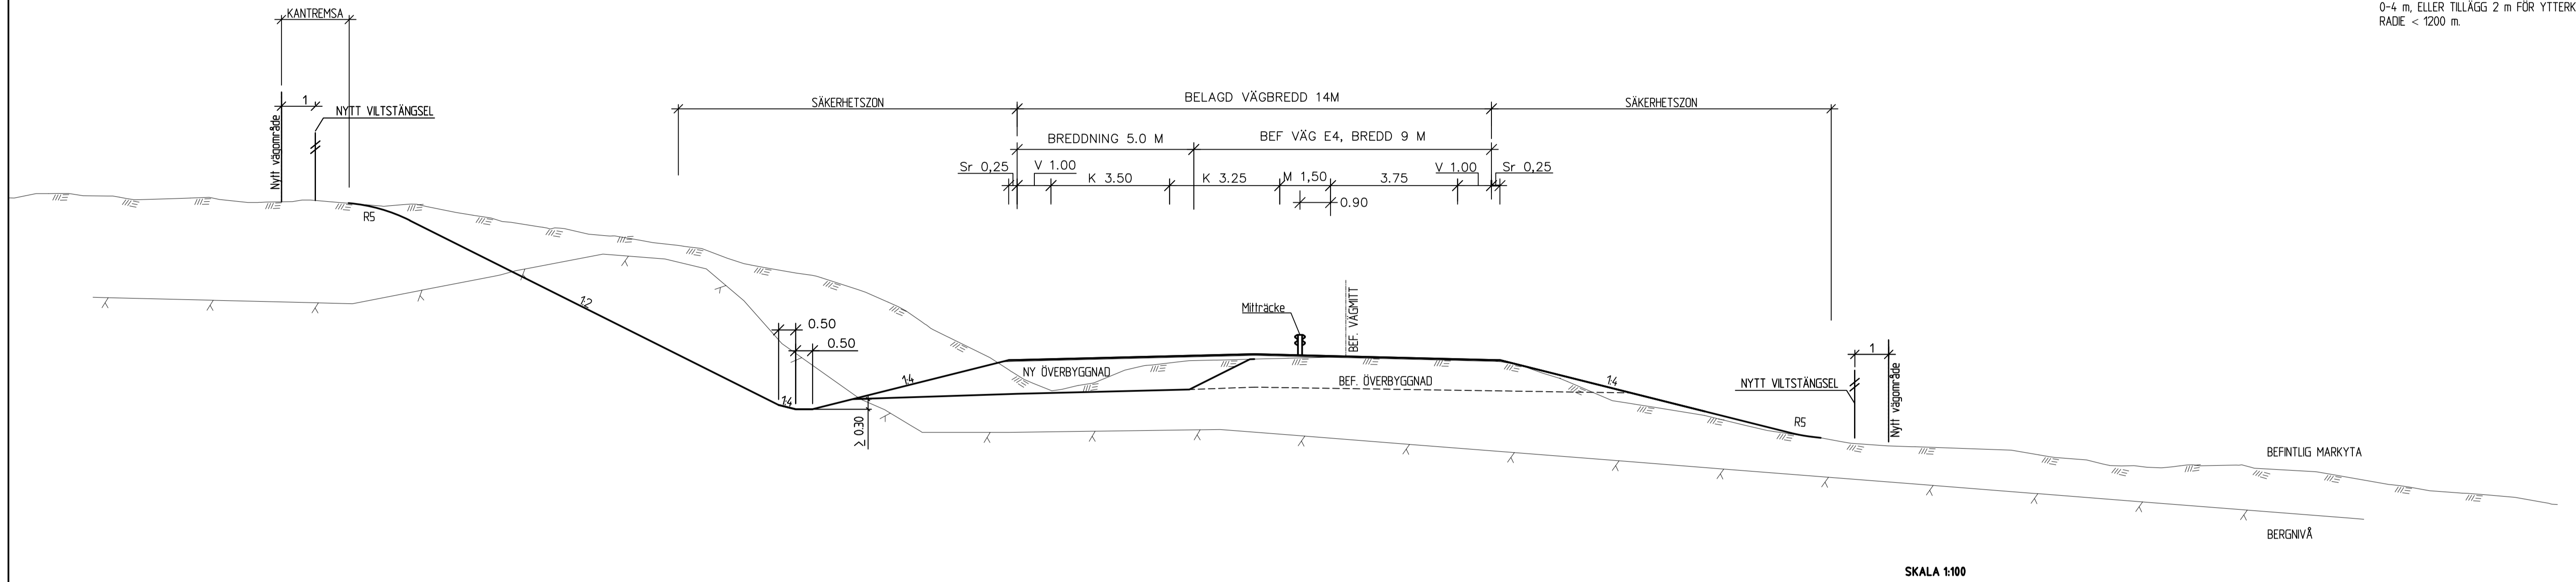 0-4 m, ELLER TILLÄGG 2 m FÖR YTTERK
RADIE < 1200 m.
KANTREMSA
1
NYTT VILTSTÄNGSEL
Nytt vägområde
SÄKERHETSZON
BELAGD VÄGBREDD 14M
SÄKERHETSZON
BREDDNING 5.0 M
BEF VÄG E4, BREDD 9 M
Sr 0,25
V 1.00
K 3.50
K 3.25
M 1,50
3.75
V 1.00
Sr 0,25
0.90
R5
1:2
0.50
0.50
Mitträcke
BEF. VÄGMITT
1:4
1:4
NY ÖVERBYGGNAD
BEF. ÖVERBYGGNAD
1:4
≥ 0.30
1
NYTT VILTSTÄNGSEL
Nytt vägområde
R5
BEFINTLIG MARKYTA
BERGNIVÅ
SKALA 1:100